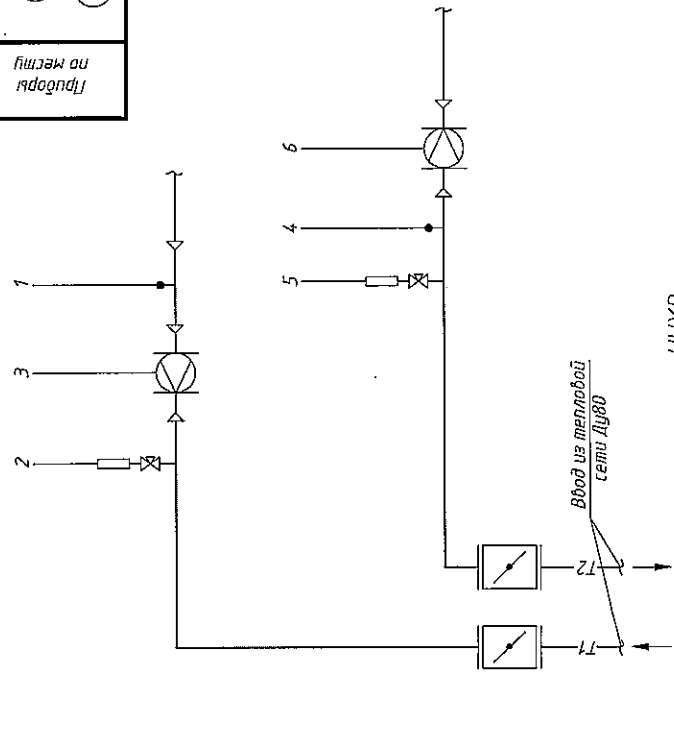 Приборы
по месту
1
3
2
6
4
5
Ввод из тепловой
сети Ду80
Т2
Т1